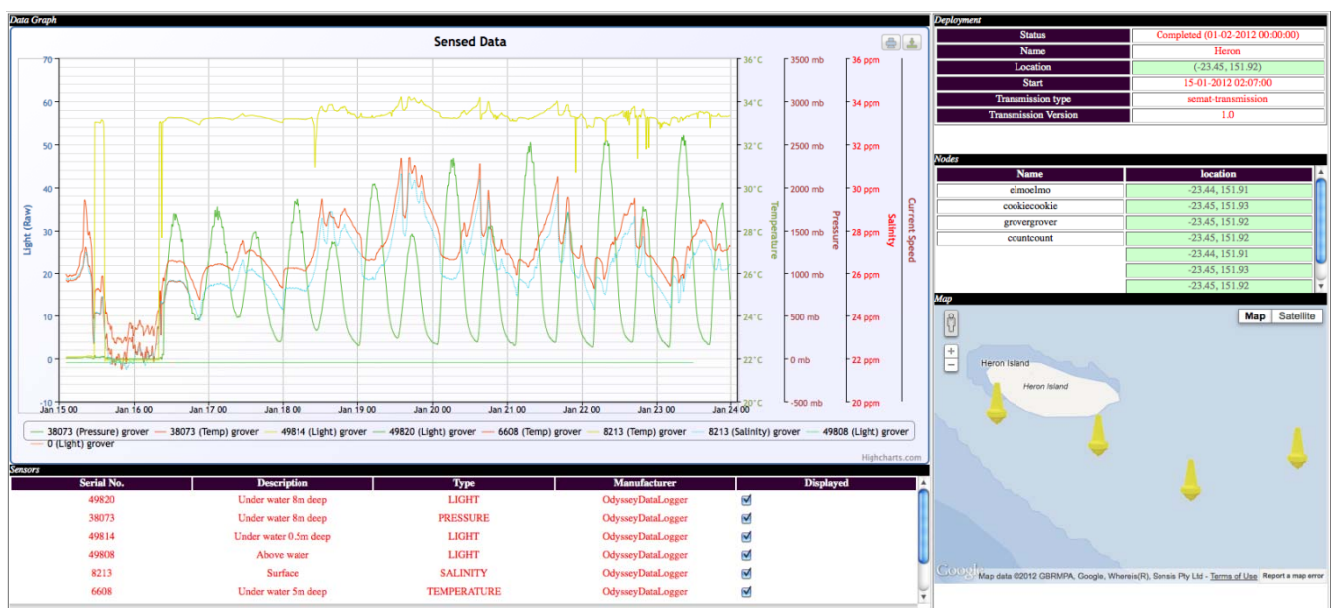 Data Graph
Sensed Data
70
60
50
40
30
20
10
0
-10
Light (Raw)
36°C
34°C
32°C
30°C
28°C
26°C
24°C
22°C
20°C
Temperature
3500 mb
3000 mb
2500 mb
2000 mb
1500 mb
1000 mb
500 mb
0 mb
-500 mb
Pressure
36 ppm
34 ppm
32 ppm
30 ppm
28 ppm
26 ppm
24 ppm
22 ppm
20 ppm
Salinity
Current Speed
Jan 15 00 Jan 16 00 Jan 17 00 Jan 18 00 Jan 19 00 Jan 20 00 Jan 21 00 Jan 22 00 Jan 23 00 Jan 24 00
38073 (Pressure) grover 38073 (Temp) grover 49814 (Light) grover 49820 (Light) grover 6608 (Temp) grover 8213 (Temp) grover 8213 (Salinity) grover 49808 (Light) grover
0 (Light) grover
Highcharts.com
Sensors
Serial No. Description Type Manufacturer Displayed
49820 Under water 8m deep LIGHT OdysseyDataLogger
38073 Under water 8m deep PRESSURE OdysseyDataLogger
49814 Under water 0.5m deep LIGHT OdysseyDataLogger
49808 Above water LIGHT OdysseyDataLogger
8213 Surface SALINITY OdysseyDataLogger
6608 Under water 5m deep TEMPERATURE OdysseyDataLogger
Deployment
Status Completed (01-02-2012 00:00:00)
Name Heron
Location (-23.45, 151.92)
Start 15-01-2012 02:07:00
Transmission type semat-transmission
Transmission Version 1.0
Nodes
Name location
elmoelmo -23.44, 151.91
cookiecookie -23.45, 151.93
grovergrover -23.45, 151.92
countcount -23.45, 151.92
-23.44, 151.91
-23.45, 151.93
-23.45, 151.92
Map
Map Satellite
Heron Island
Heron Island
Google
Map data ©2012 GBRMPA, Google, Whereis(R), Sensis Pty Ltd - Terms of Use Report a map error